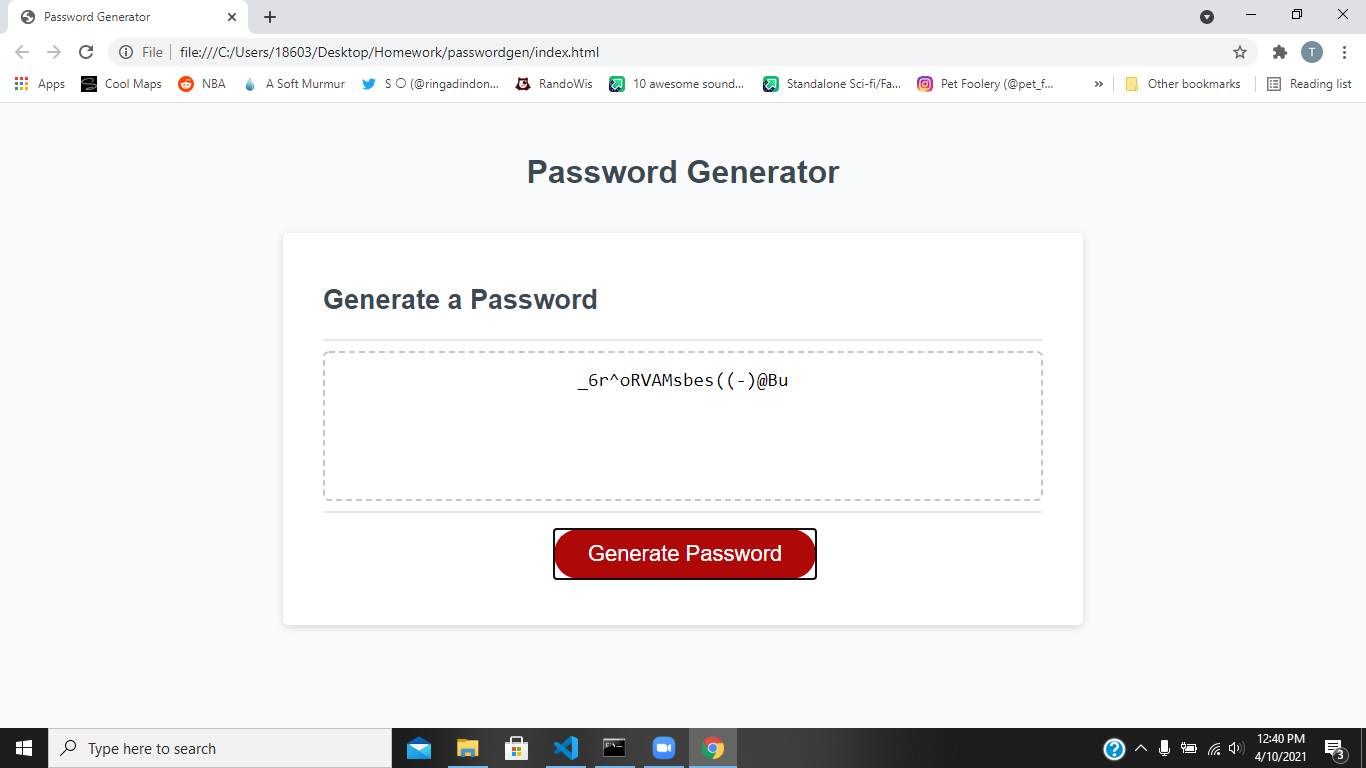 Password Generator
File
file:///C:/Users/18603/Desktop/Homework/passwordgen/index.html
T
Apps
Cool Maps
NBA
A Soft Murmur
S O (@ringadindon...
RandoWis
10 awesome sound...
Standalone Sci-fi/Fa...
Pet Foolery (@pet_f...
»
Other bookmarks
Reading list
Password Generator
Generate a Password
_6r^oRVAMsbes((-)@Bu
Generate Password
Type here to search
12:40 PM
4/10/2021
3